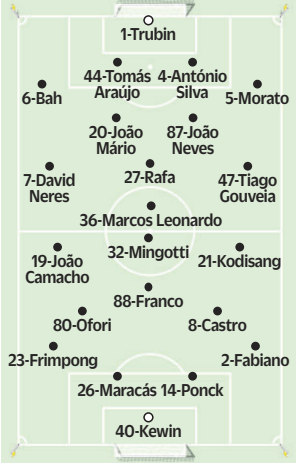 1-Trubin
44-Tomás
Araújo
4-António
Silva
6-Bah
5-Morato
20-João
Mário
87-João
Neves
7-David
Neres
27-Rafa
47-Tiago
Gouveia
36-Marcos Leonardo
32-Mingotti
19-João
Camacho
21-Kodisang
88-Franco
80-Ofori
8-Castro
23-Frimpong
2-Fabiano
26-Maracás
14-Ponck
40-Kewin